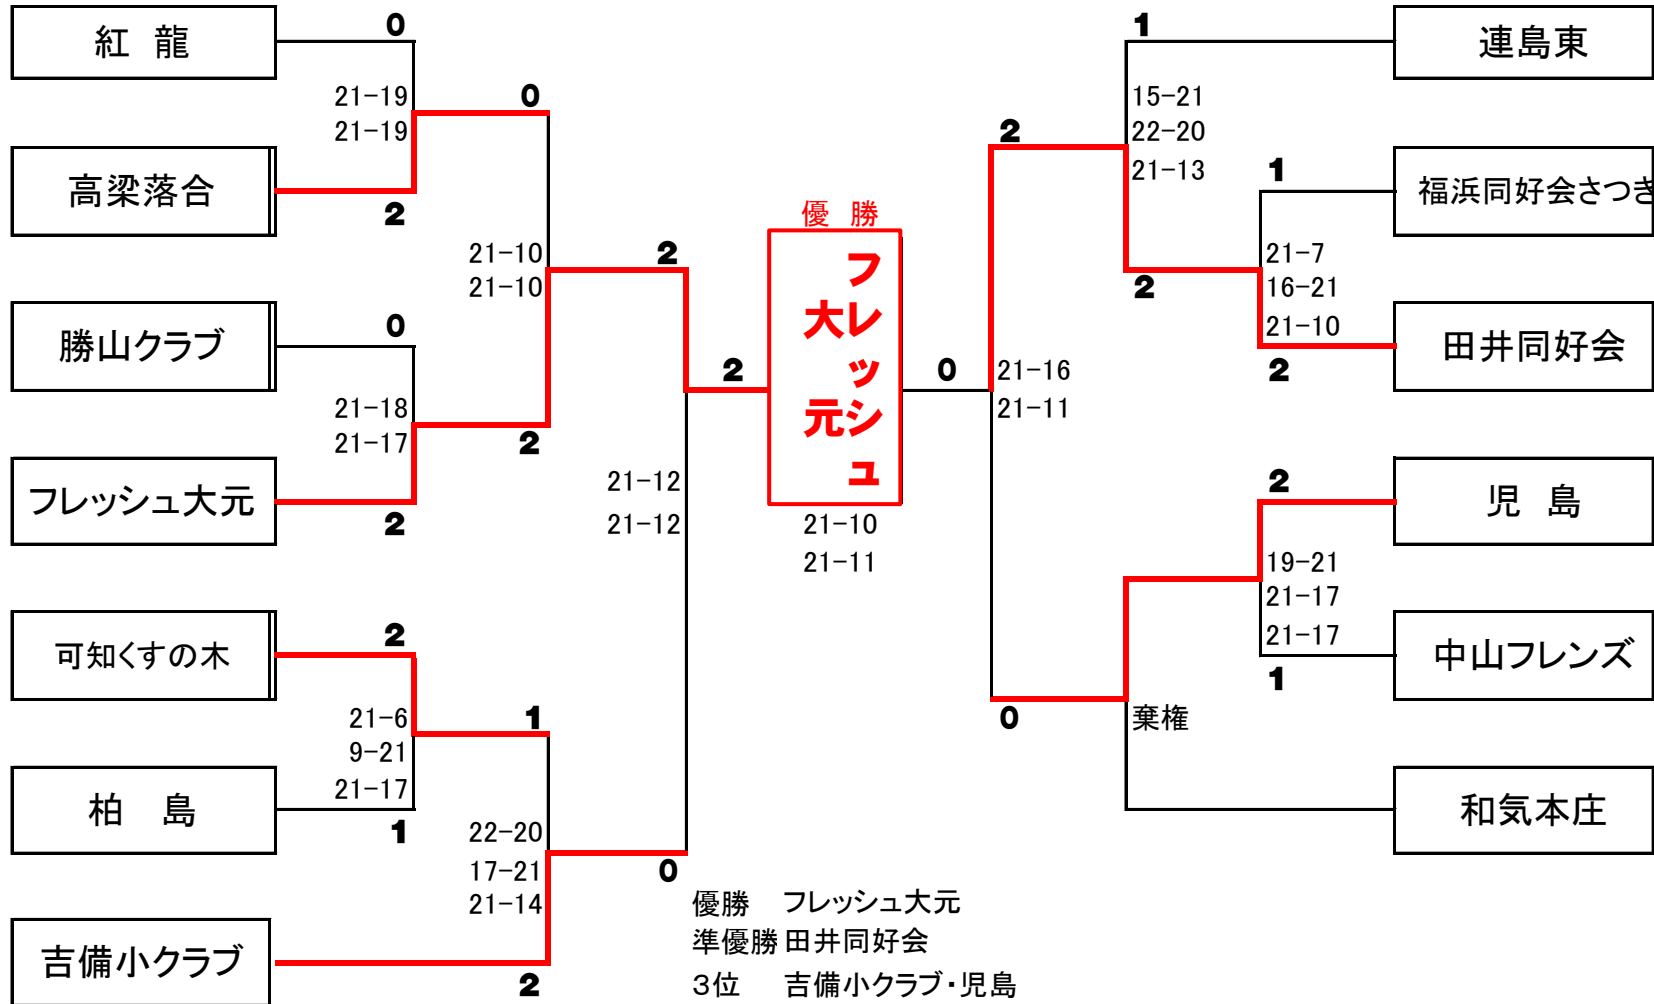 紅 龍
0
21-19
21-19
高梁落合
2
0
21-10
21-10
勝山クラブ
0
21-18
21-17
フレッシュ大元
2
2
2
21-12
21-12
可知くすの木
2
21-6
9-21
21-17
柏 島
1
1
22-20
17-21
21-14
吉備小クラブ
2
0
優 勝
フレッシュ
大元
2
0
21-10
21-11
連島東
1
15-21
22-20
21-13
2
福浜同好会さつき
1
21-7
16-21
21-10
田井同好会
2
2
21-16
21-11
児 島
2
19-21
21-17
21-17
中山フレンズ
1
0
棄権
和気本庄
優勝 フレッシュ大元
準優勝 田井同好会
3位 吉備小クラブ・児島